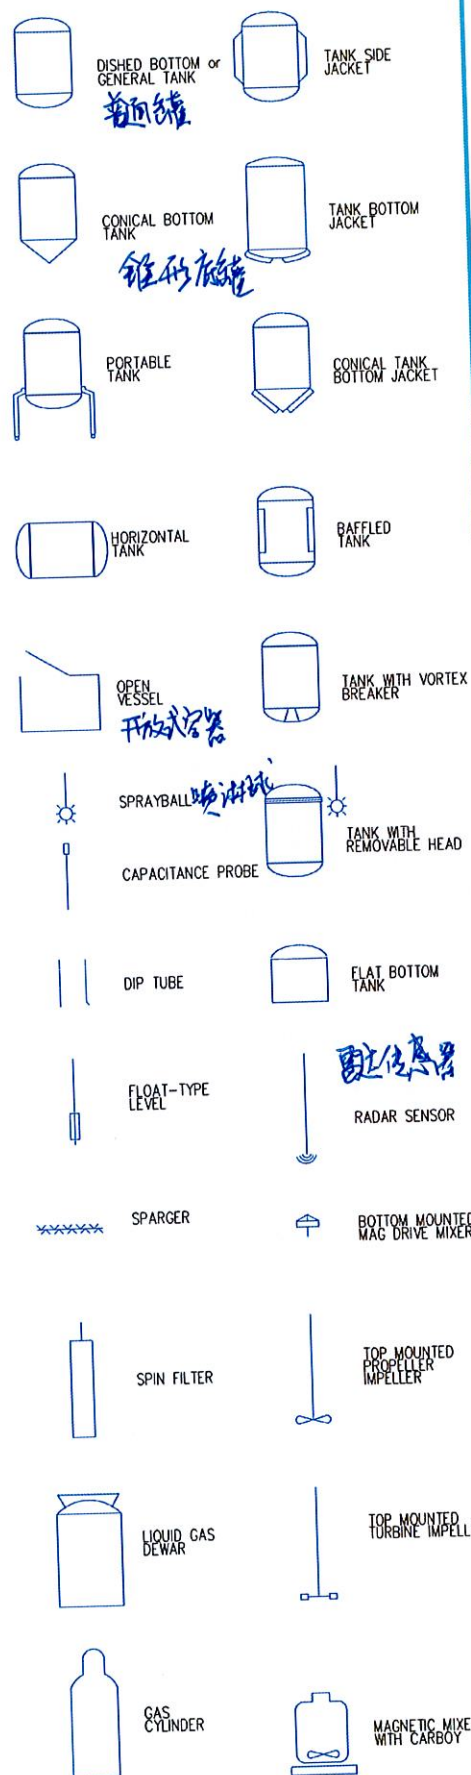 DISHED BOTTOM or
GENERAL TANK
TANK SIDE
JACKET
CONICAL BOTTOM
TANK
锥形底罐
TANK BOTTOM
JACKET
PORTABLE
TANK
CONICAL TANK
BOTTOM JACKET
HORIZONTAL
TANK
BAFFLED
TANK
OPEN
VESSEL
开放式容器
TANK WITH VORTEX
BREAKER
SPRAYBALL 喷淋球
TANK WITH
REMOVABLE HEAD
CAPACITANCE PROBE
DIP TUBE
FLAT BOTTOM
TANK
FLOAT-TYPE
LEVEL
雷达传感器
RADAR SENSOR
SPARGER
BOTTOM MOUNTED
MAG DRIVE MIXER
SPIN FILTER
TOP MOUNTED
PROPELLER
IMPELLER
LIQUID GAS
DEWAR
TOP MOUNTED
TURBINE IMPELL
GAS
CYLINDER
MAGNETIC MIXE
WITH CARBOY